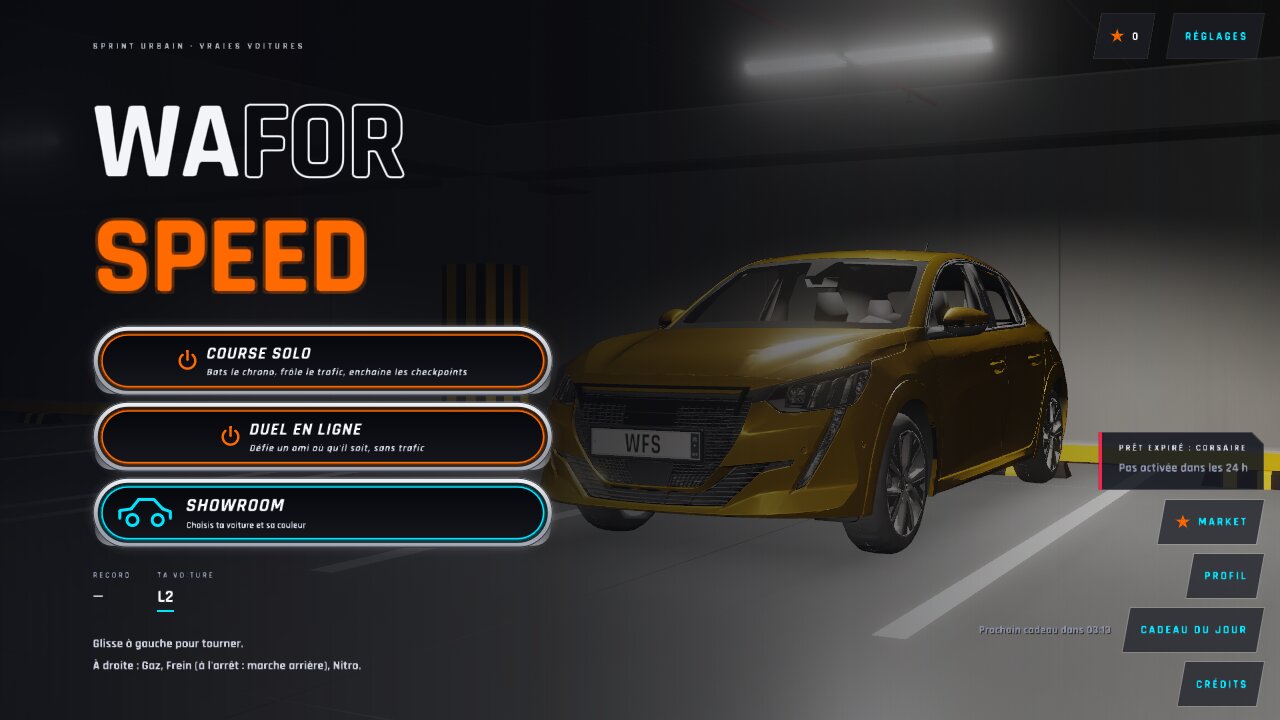 SPRINT URBAIN · VRAIES VOITURES
★ 0
RÉGLAGES
WAFOR
SPEED
COURSE SOLO
Bats le chrono, frôle le trafic, enchaîne les checkpoints
DUEL EN LIGNE
Défie un ami où qu'il soit, sans trafic
SHOWROOM
Choisis ta voiture et sa couleur
RECORD
—
TA VOITURE
L2
Glisse à gauche pour tourner.
À droite : Gaz, Frein (à l'arrêt : marche arrière), Nitro.
WFS
PRÊT EXPIRÉ : CORSAIRE
Pas activée dans les 24 h
★ MARKET
PROFIL
Prochain cadeau dans 03:13
CADEAU DU JOUR
CRÉDITS